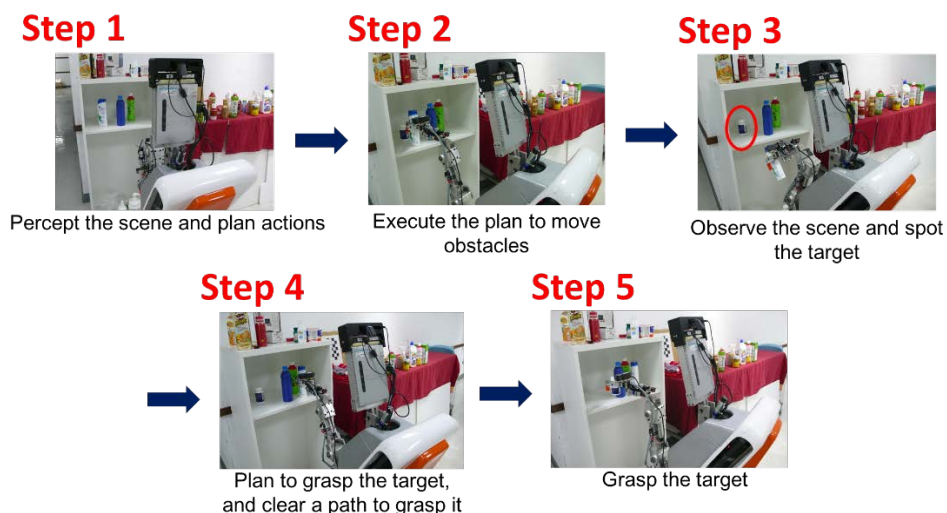 Step 1
Step 2
Step 3
Percept the scene and plan actions
Execute the plan to move
obstacles
Observe the scene and spot
the target
Step 4
Step 5
Plan to grasp the target,
and clear a path to grasp it
Grasp the target